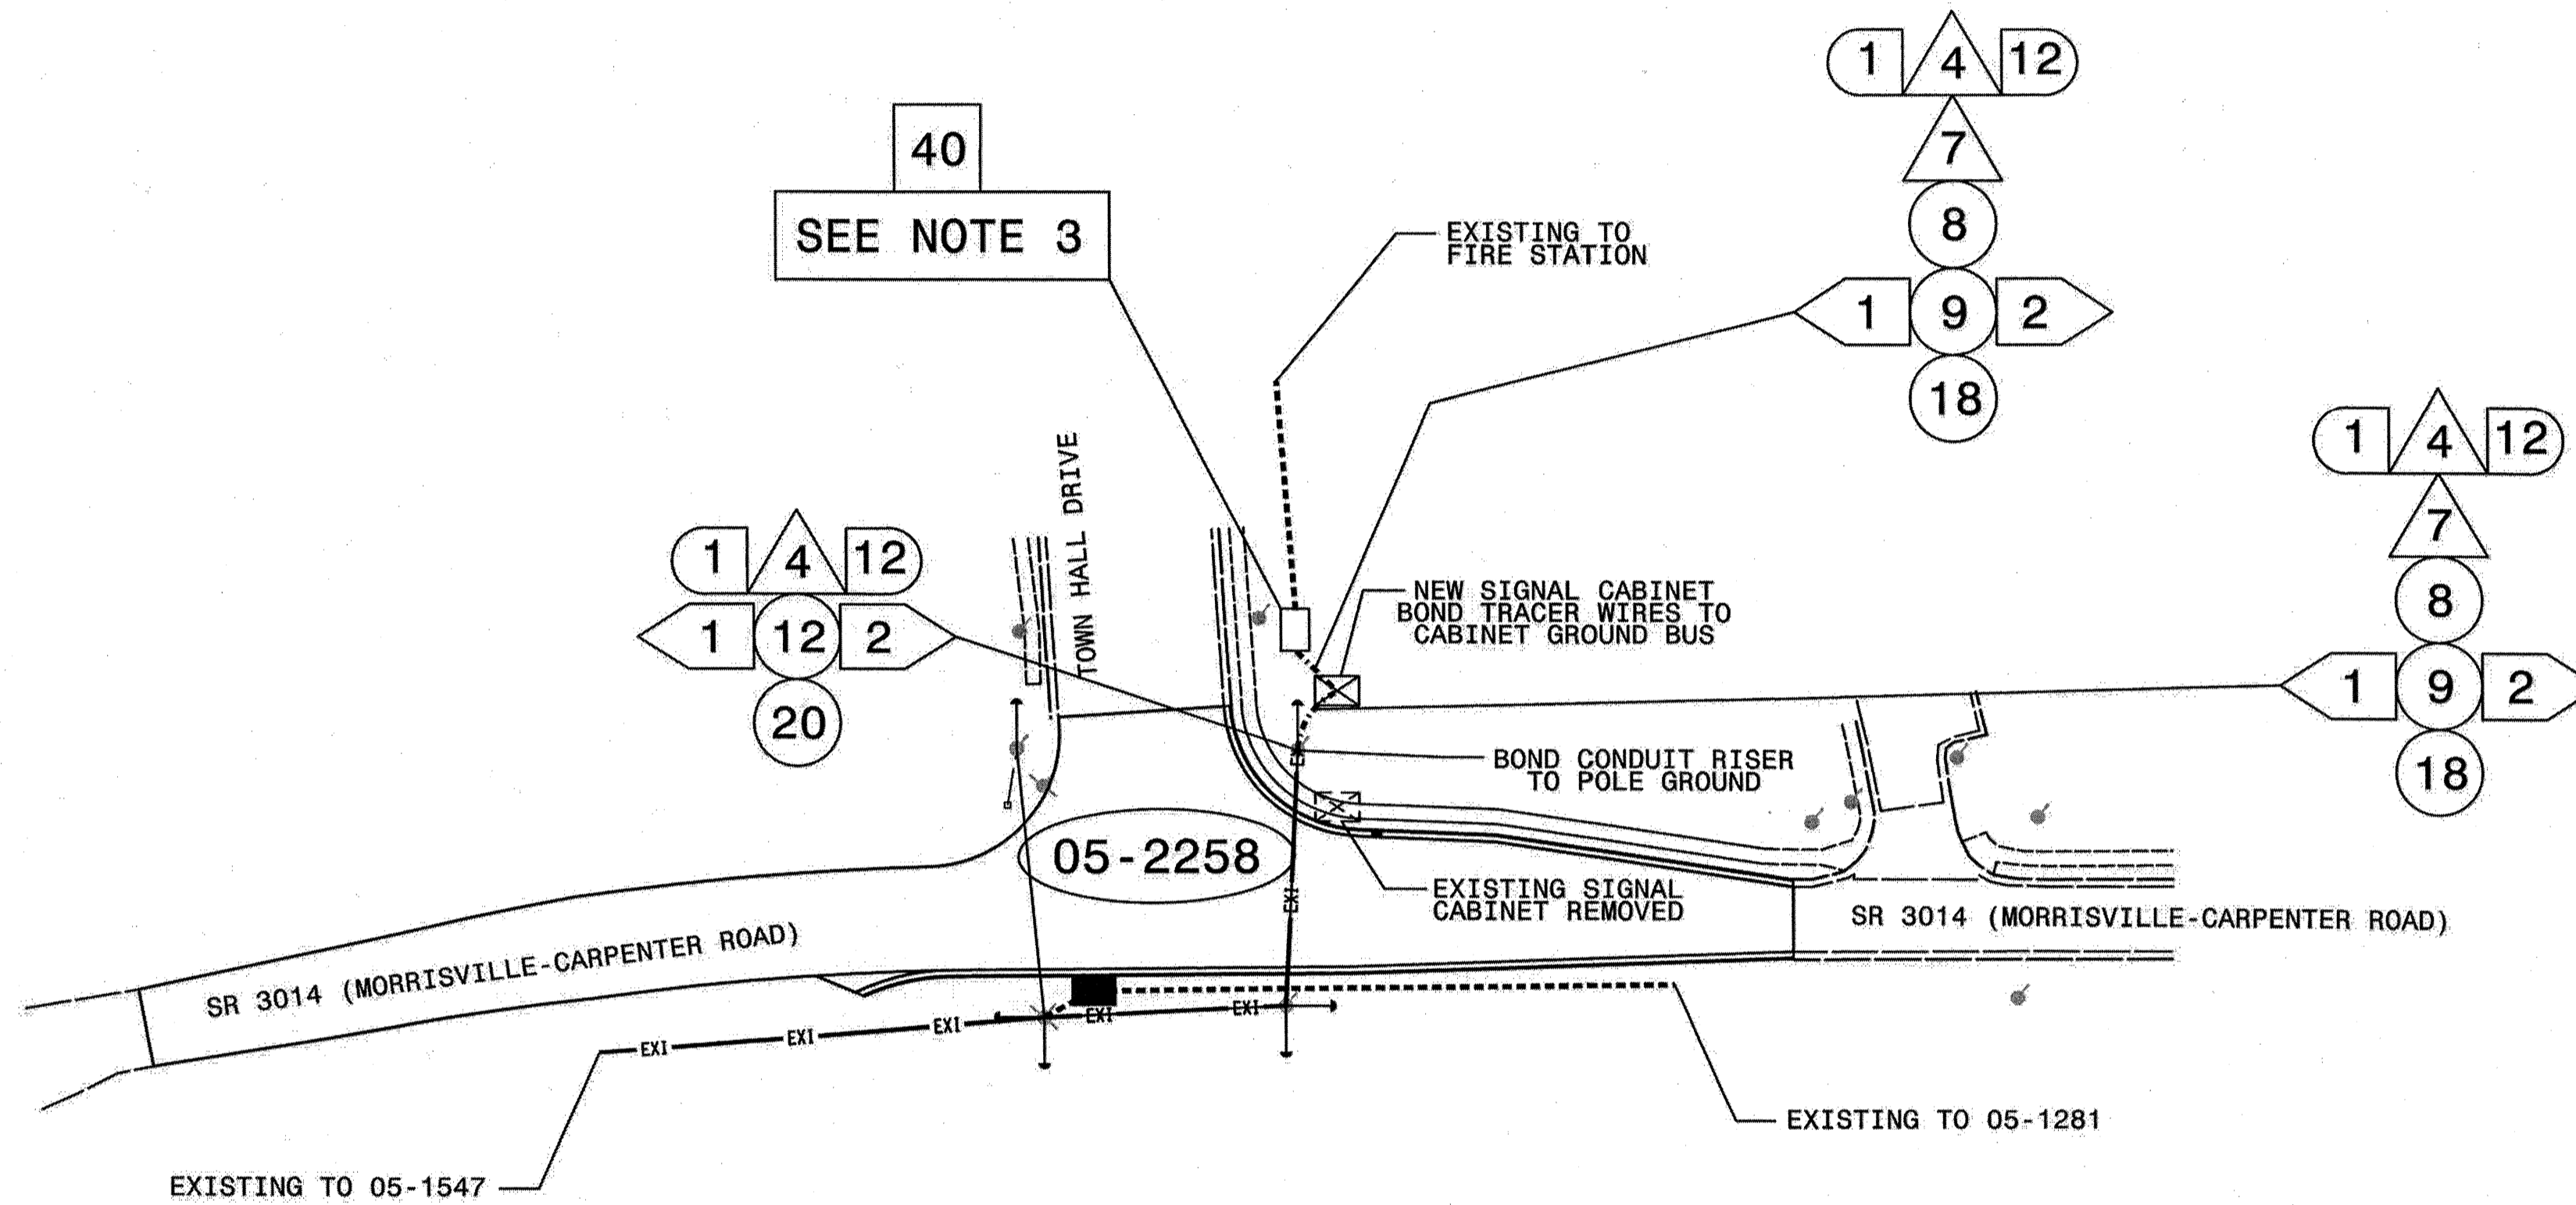 1 4 12
7
8
1 9 2
18
40
SEE NOTE 3
EXISTING TO
FIRE STATION
1 4 12
7
8
1 9 2
18
TOWN HALL DRIVE
1 4 12
1 12 2
20
NEW SIGNAL CABINET
BOND TRACER WIRES TO
CABINET GROUND BUS
BOND CONDUIT RISER
TO POLE GROUND
EXI
05-2258
EXI
EXISTING SIGNAL
CABINET REMOVED
SR 3014 (MORRISVILLE-CARPENTER ROAD)
SR 3014 (MORRISVILLE-CARPENTER ROAD)
EXI EXI EXI EXI EXI
EXISTING TO 05-1281
EXISTING TO 05-1547